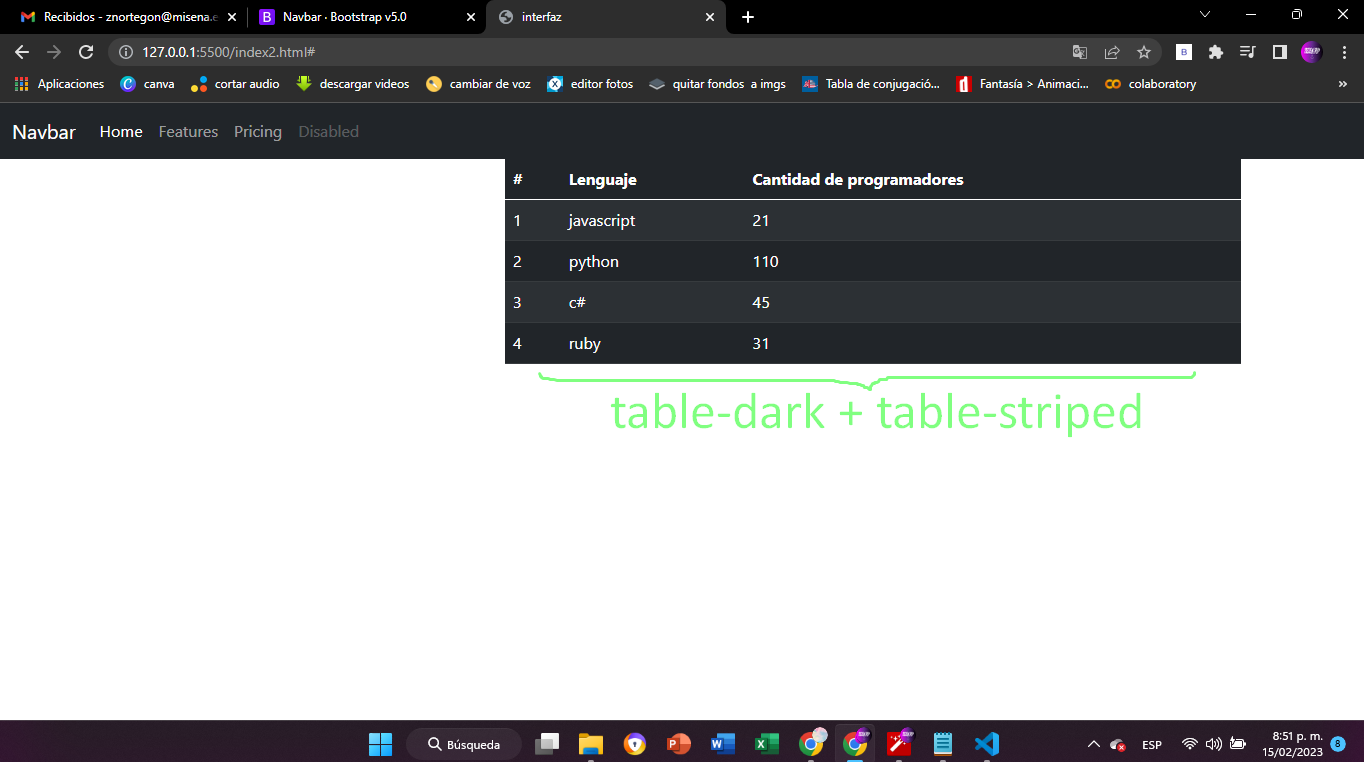 Recibidos - znortegon@misena.e
Navbar · Bootstrap v5.0
interfaz
127.0.0.1:5500/index2.html#
Aplicaciones canva cortar audio descargar videos cambiar de voz editor fotos quitar fondos a imgs Tabla de conjugació... Fantasía > Animaci... colaboratory »
Navbar Home Features Pricing Disabled
# Lenguaje Cantidad de programadores
1 javascript 21
2 python 110
3 c# 45
4 ruby 31
table-dark + table-striped
Búsqueda
ESP
8:51 p. m.
15/02/2023
8